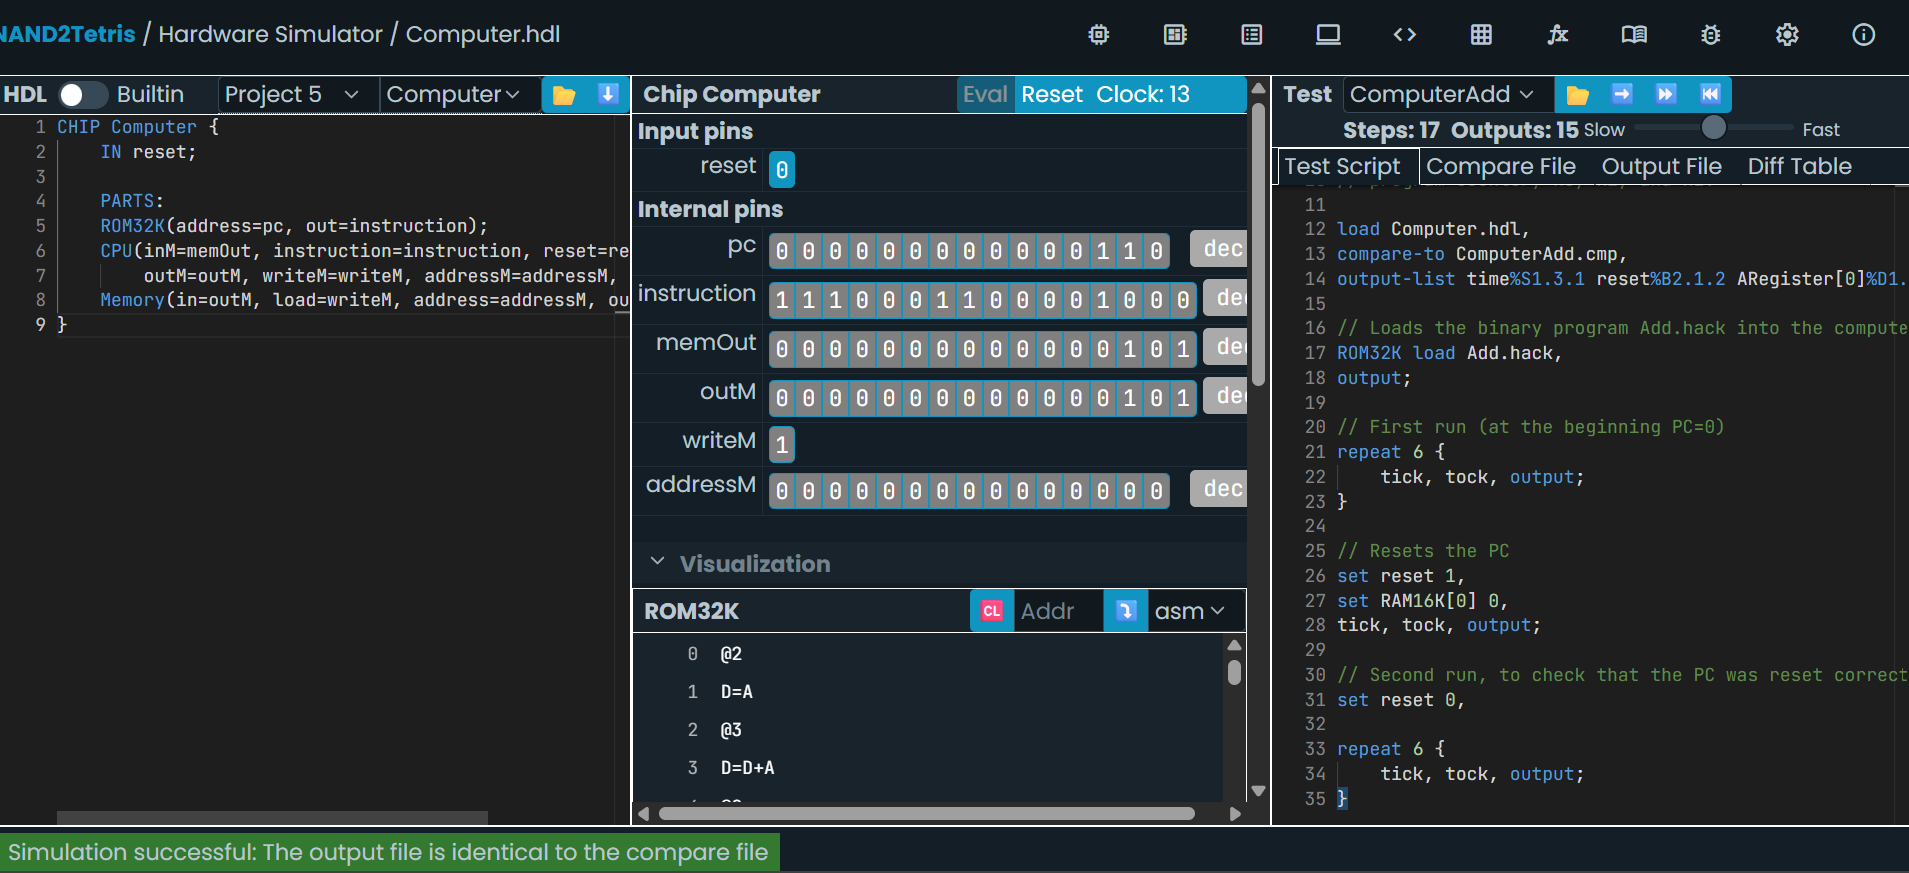 NAND2Tetris / Hardware Simulator / Computer.hdl
HDL Builtin Project 5 Computer
1 CHIP Computer {
2 IN reset;
3
4 PARTS:
5 ROM32K(address=pc, out=instruction);
6 CPU(inM=memOut, instruction=instruction, reset=re
7 outM=outM, writeM=writeM, addressM=addressM,
8 Memory(in=outM, load=writeM, address=addressM, ou
9 }
Chip Computer Eval Reset Clock: 13
Input pins
reset 0
Internal pins
pc 0 0 0 0 0 0 0 0 0 0 0 0 1 1 0 dec
instruction 1 1 1 0 0 0 1 1 0 0 0 0 1 0 0 0 de
memOut 0 0 0 0 0 0 0 0 0 0 0 0 0 1 0 1 de
outM 0 0 0 0 0 0 0 0 0 0 0 0 0 1 0 1 de
writeM 1
addressM 0 0 0 0 0 0 0 0 0 0 0 0 0 0 0 dec
Visualization
ROM32K CL Addr asm
0 @2
1 D=A
2 @3
3 D=D+A
Test ComputerAdd
Steps: 17 Outputs: 15 Slow Fast
Test Script Compare File Output File Diff Table
11
12 load Computer.hdl,
13 compare-to ComputerAdd.cmp,
14 output-list time%S1.3.1 reset%B2.1.2 ARegister[0]%D1.
15
16 // Loads the binary program Add.hack into the compute
17 ROM32K load Add.hack,
18 output;
19
20 // First run (at the beginning PC=0)
21 repeat 6 {
22 tick, tock, output;
23 }
24
25 // Resets the PC
26 set reset 1,
27 set RAM16K[0] 0,
28 tick, tock, output;
29
30 // Second run, to check that the PC was reset correct
31 set reset 0,
32
33 repeat 6 {
34 tick, tock, output;
35 }
Simulation successful: The output file is identical to the compare file